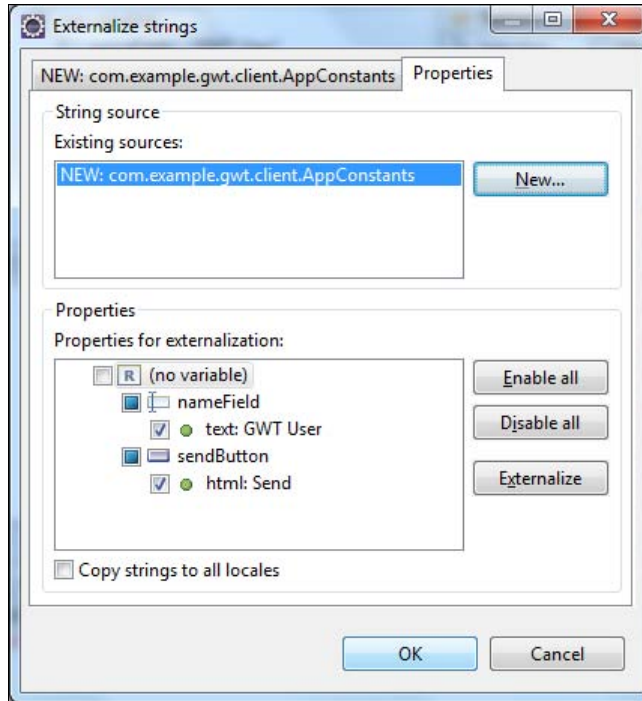 Externalize strings
NEW: com.example.gwt.client.AppConstants
Properties
String source
Existing sources:
NEW: com.example.gwt.client.AppConstants
New...
Properties
Properties for externalization:
R (no variable)
nameField
text: GWT User
sendButton
html: Send
Enable all
Disable all
Externalize
Copy strings to all locales
OK
Cancel